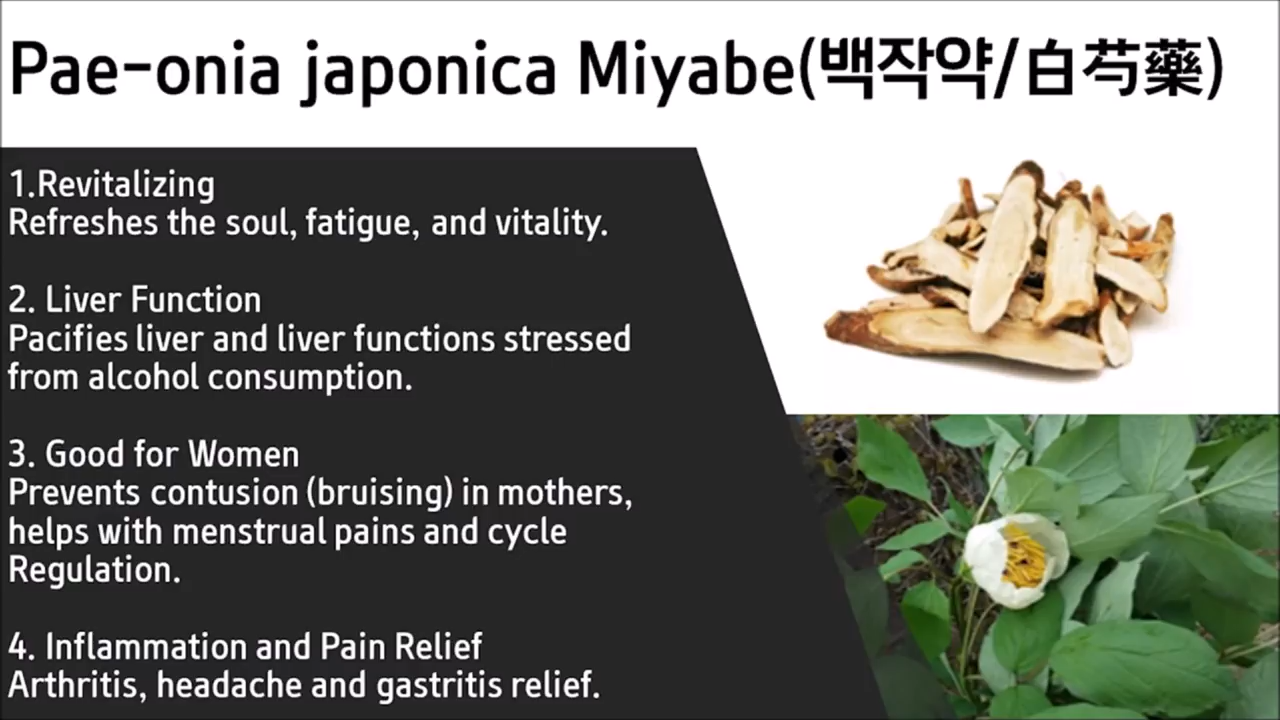 Pae-onia japonica Miyabe(백작약/白芍藥)
1.Revitalizing
Refreshes the soul, fatigue, and vitality.
2. Liver Function
Pacifies liver and liver functions stressed
from alcohol consumption.
3. Good for Women
Prevents contusion (bruising) in mothers,
helps with menstrual pains and cycle
Regulation.
4. Inflammation and Pain Relief
Arthritis, headache and gastritis relief.